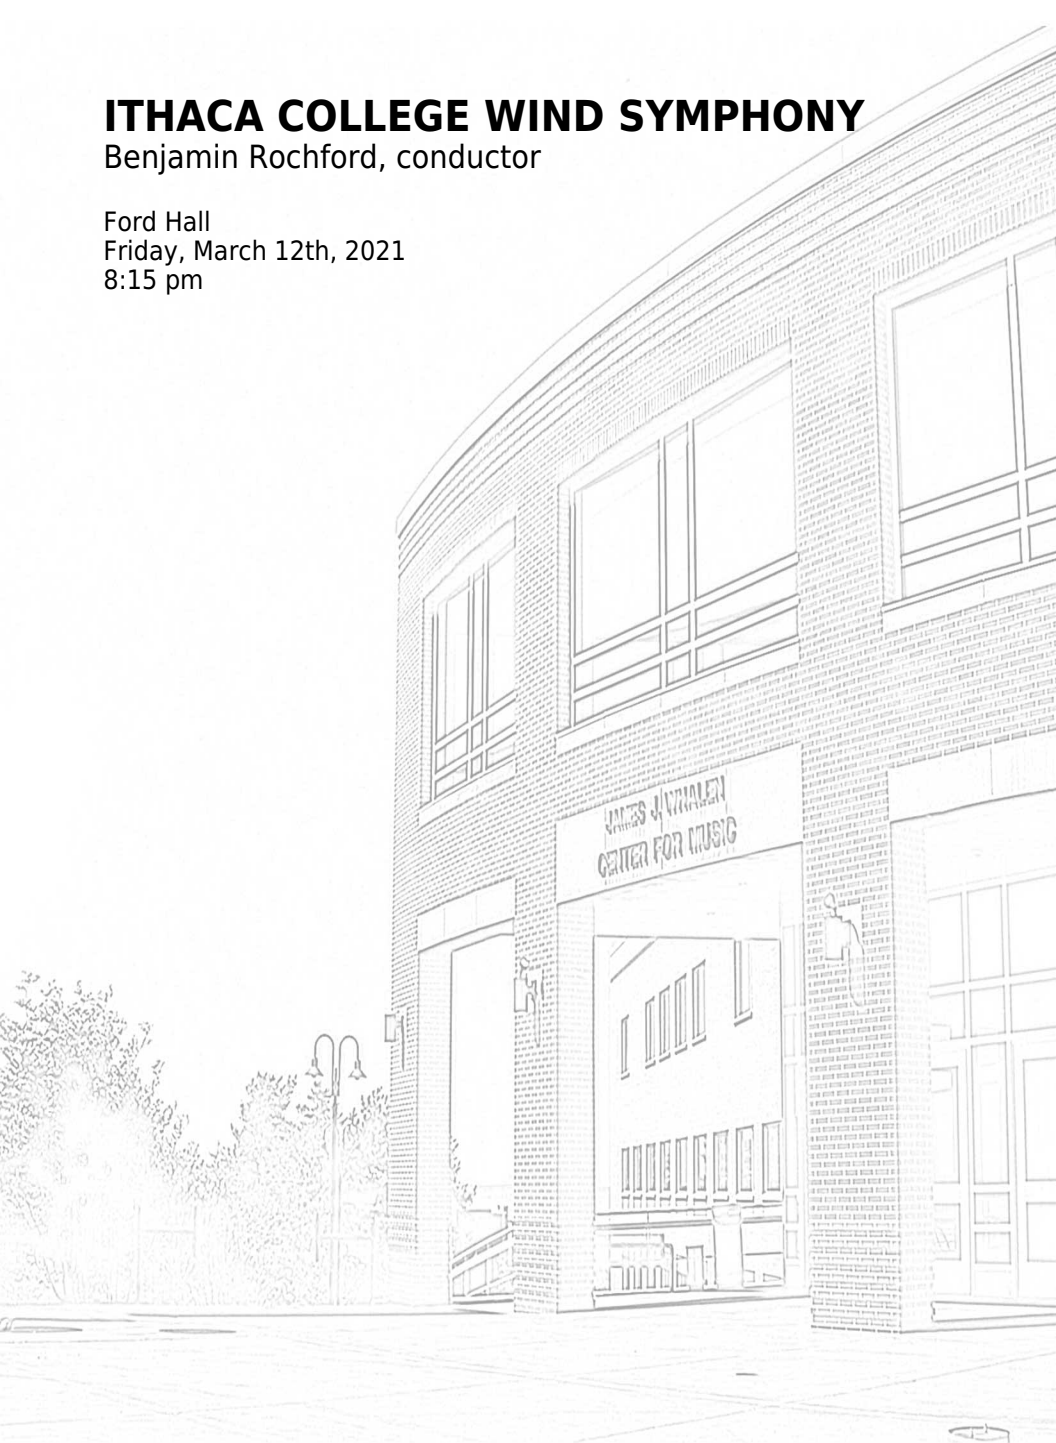 ITHACA COLLEGE WIND SYMPHONY
Benjamin Rochford, conductor
Ford Hall
Friday, March 12th, 2021
8:15 pm
JAMES J. WHALEN
CENTER FOR MUSIC